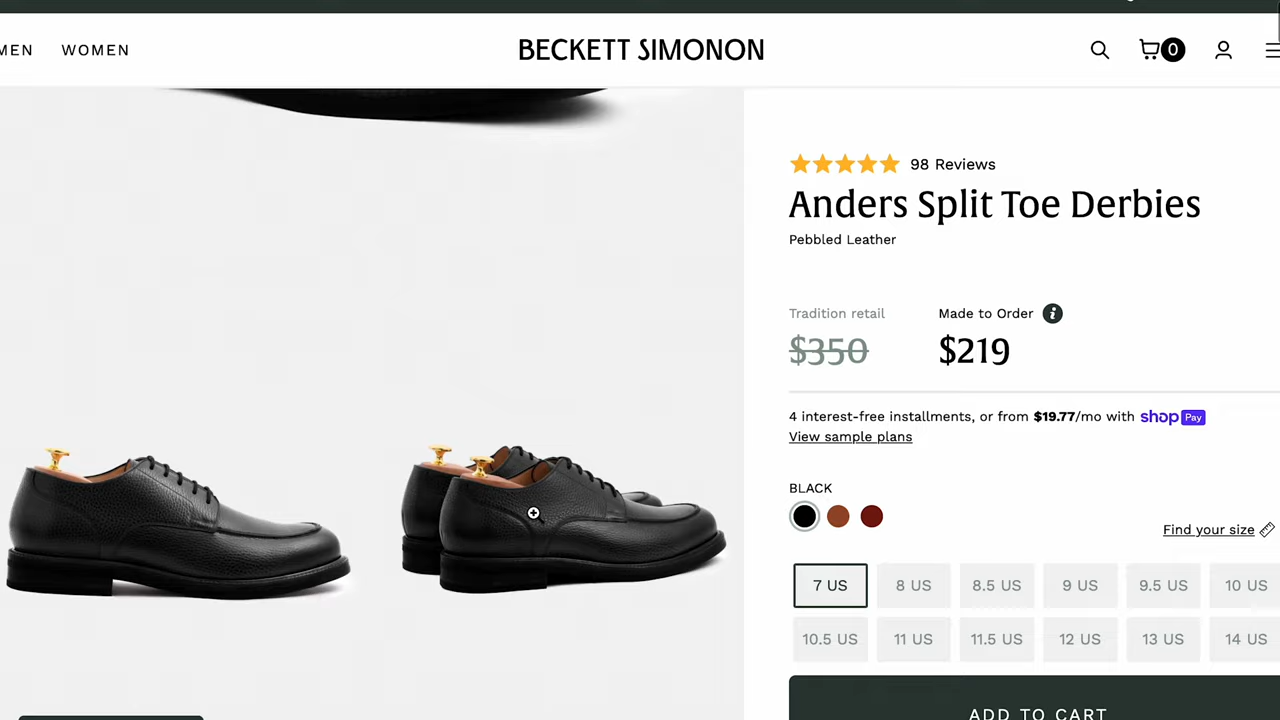 MEN WOMEN BECKETT SIMONON 0
98 Reviews
Anders Split Toe Derbies
Pebbled Leather
Tradition retail Made to Order i
$350 $219
4 interest-free installments, or from $19.77/mo with shop Pay
View sample plans
BLACK
Find your size
7 US 8 US 8.5 US 9 US 9.5 US 10 US
10.5 US 11 US 11.5 US 12 US 13 US 14 US
ADD TO CART